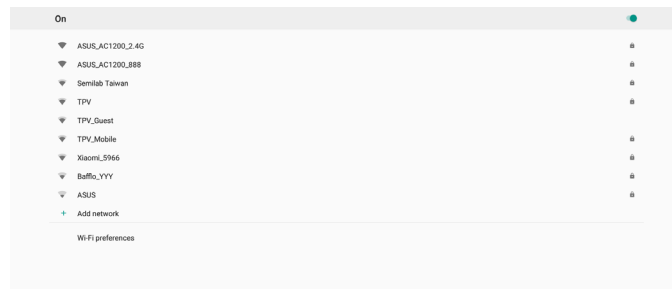 On
ASUS_AC1200_2.4G
ASUS_AC1200_888
Semilab Taiwan
TPV
TPV_Guest
TPV_Mobile
Xiaomi_5966
Bafflo_YYY
ASUS
Add network
Wi-Fi preferences